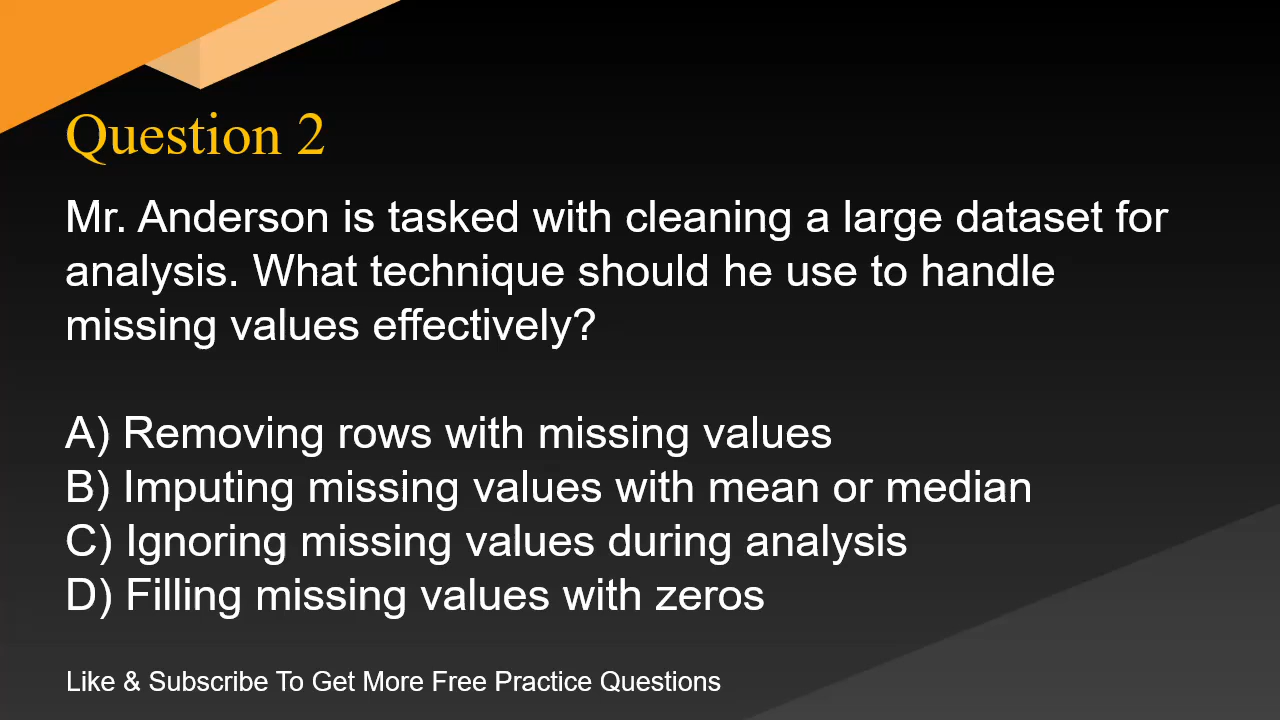 Question 2
Mr. Anderson is tasked with cleaning a large dataset for
analysis. What technique should he use to handle
missing values effectively?
A) Removing rows with missing values
B) Imputing missing values with mean or median
C) Ignoring missing values during analysis
D) Filling missing values with zeros
Like & Subscribe To Get More Free Practice Questions